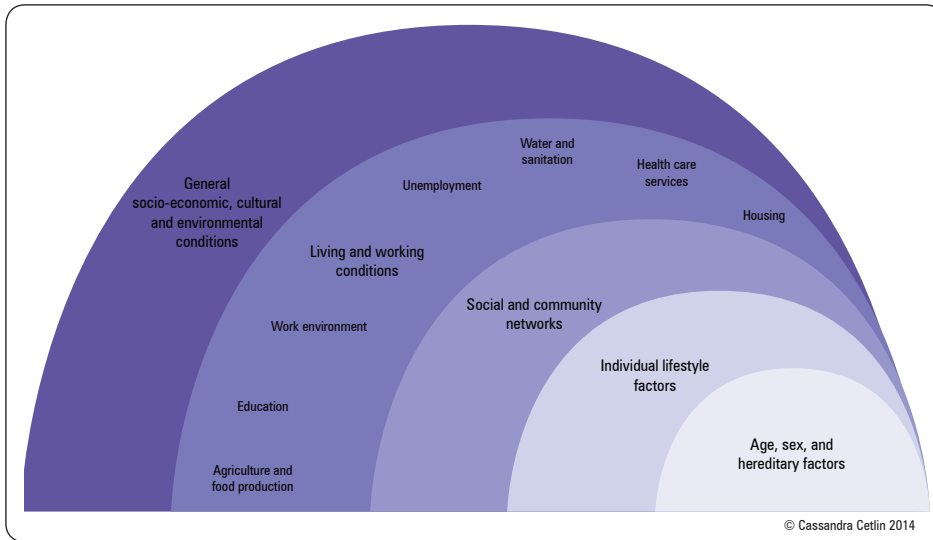 General
socio-economic, cultural
and environmental
conditions
Living and working
conditions
Agriculture and
food production
Education
Work environment
Unemployment
Water and
sanitation
Health care
services
Housing
Social and community
networks
Individual lifestyle
factors
Age, sex, and
hereditary factors
© Cassandra Cetlin 2014